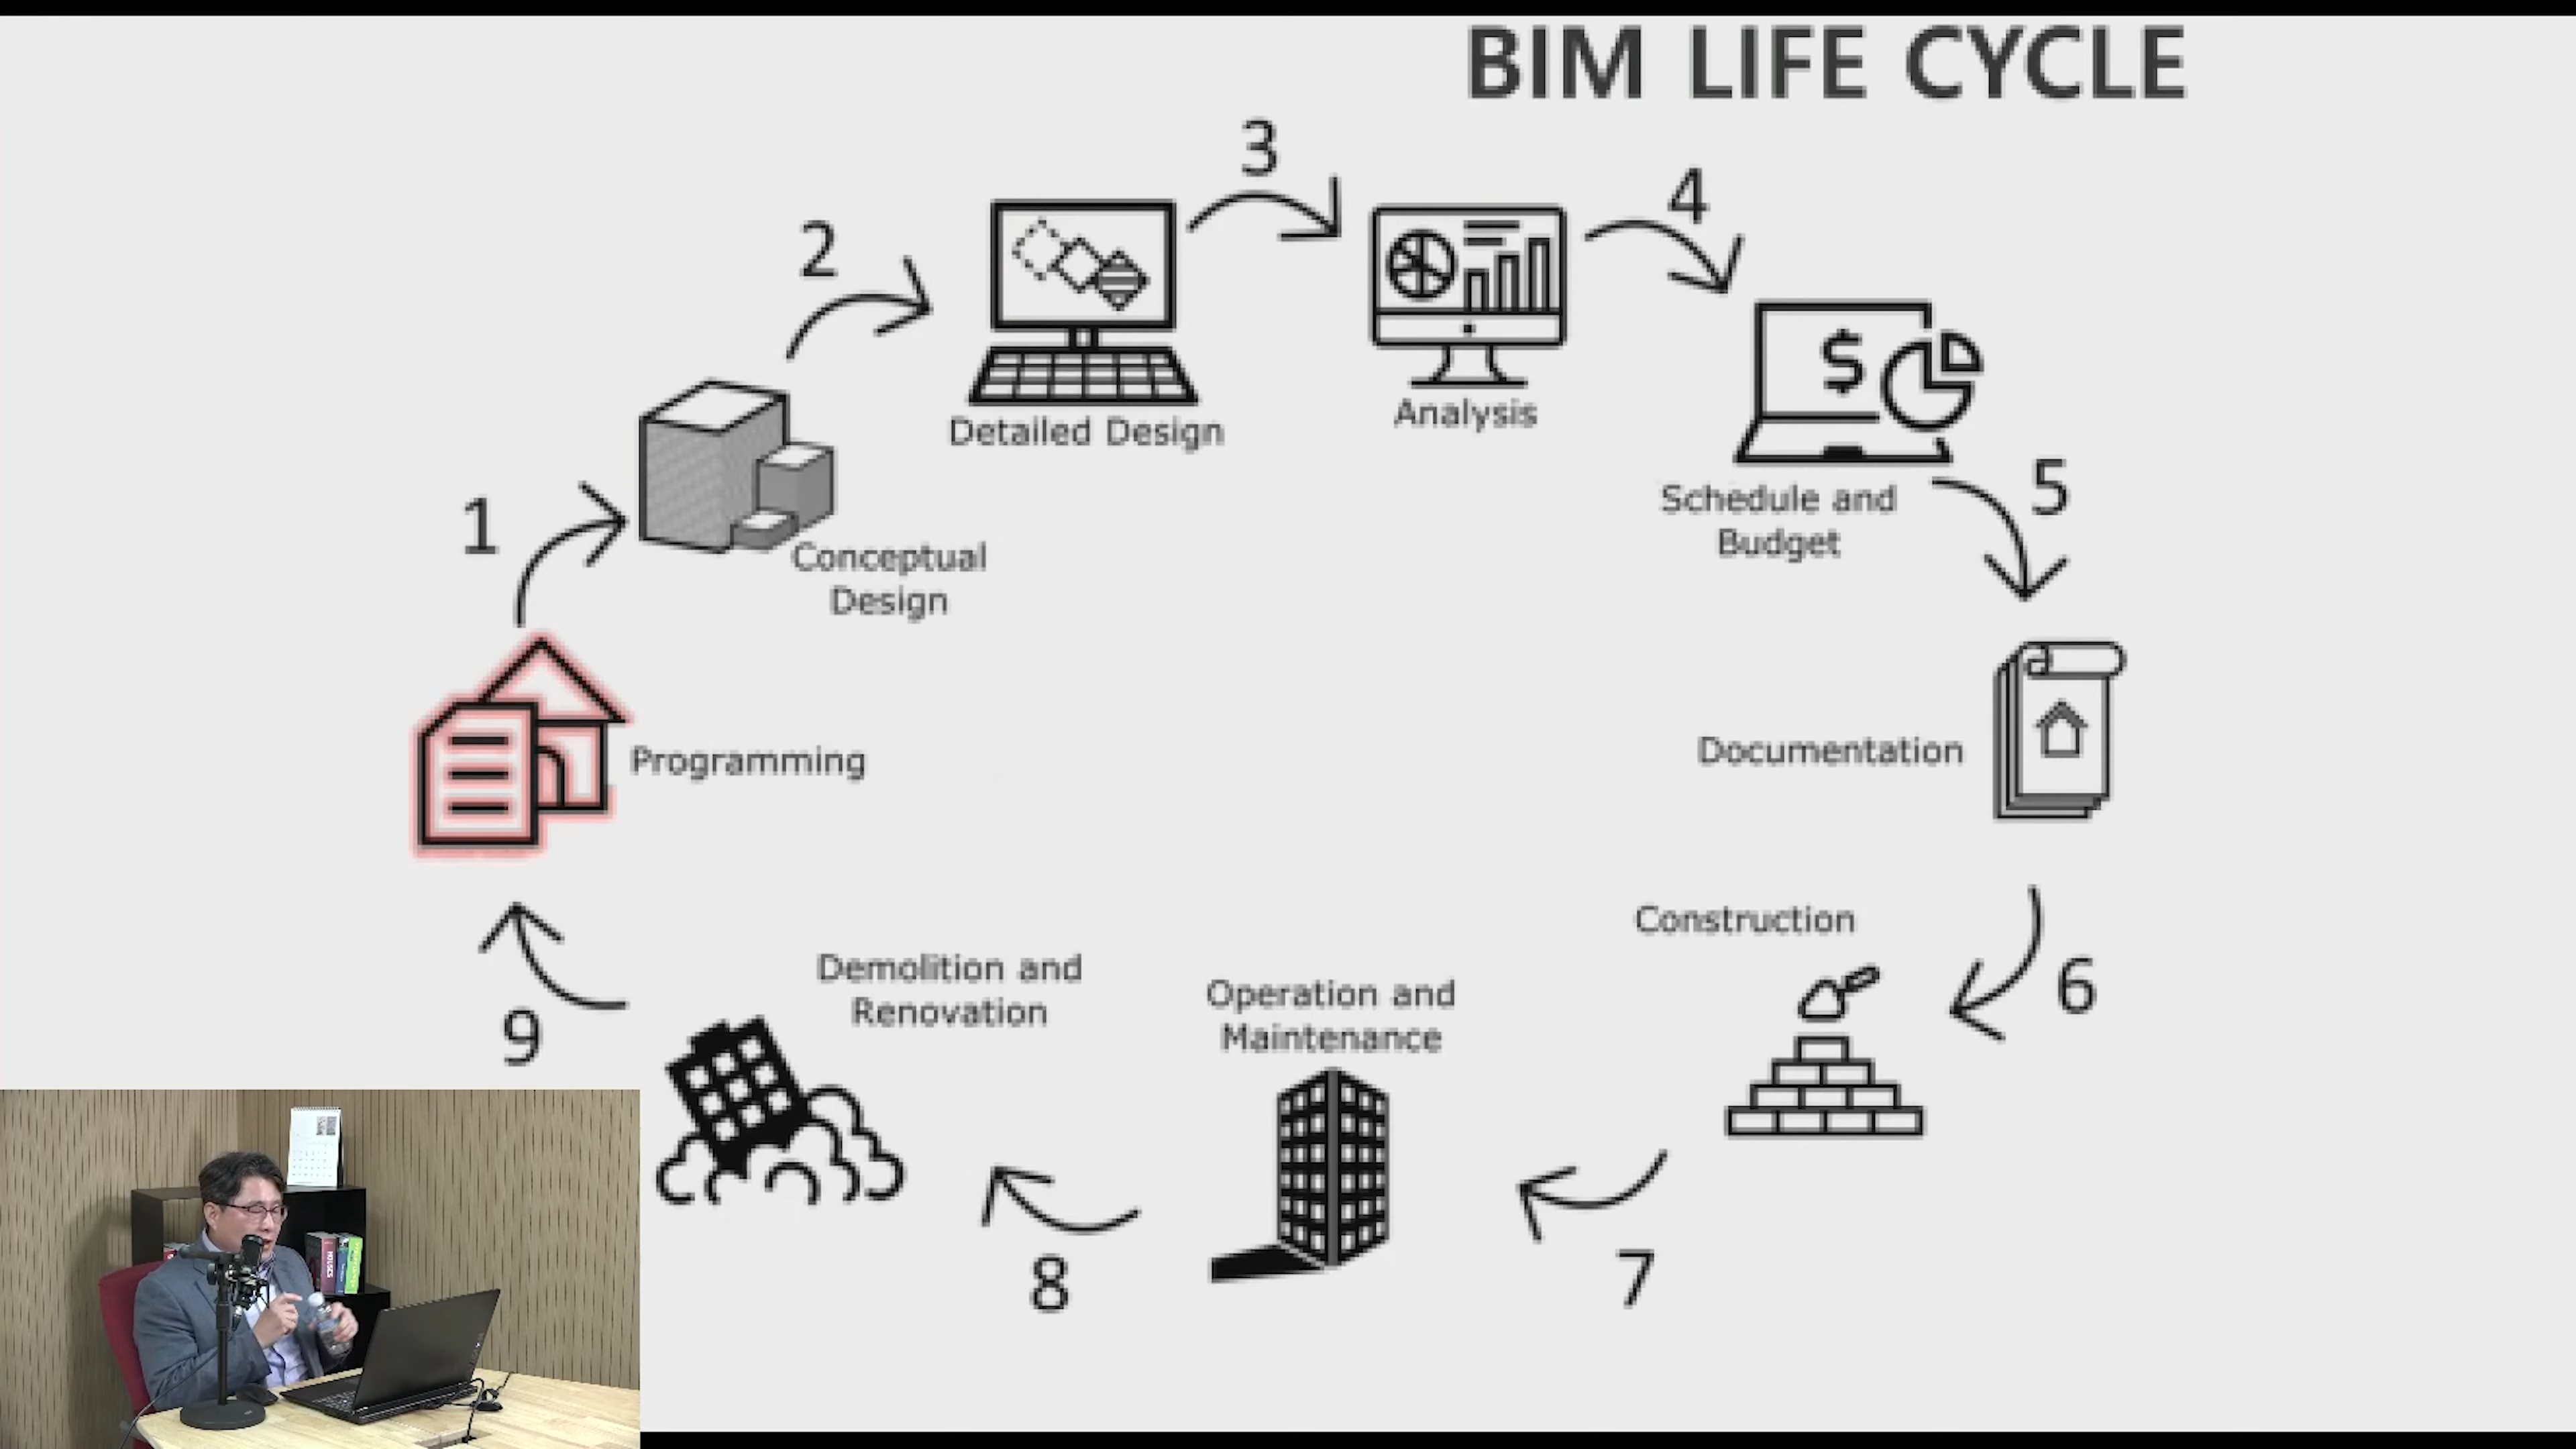 BIM LIFE CYCLE
3
4
2
Detailed Design
Analysis
1
5
Schedule and
Budget
Conceptual
Design
Programming
Documentation
Construction
6
Demolition and
Renovation
Operation and
Maintenance
9
8
7